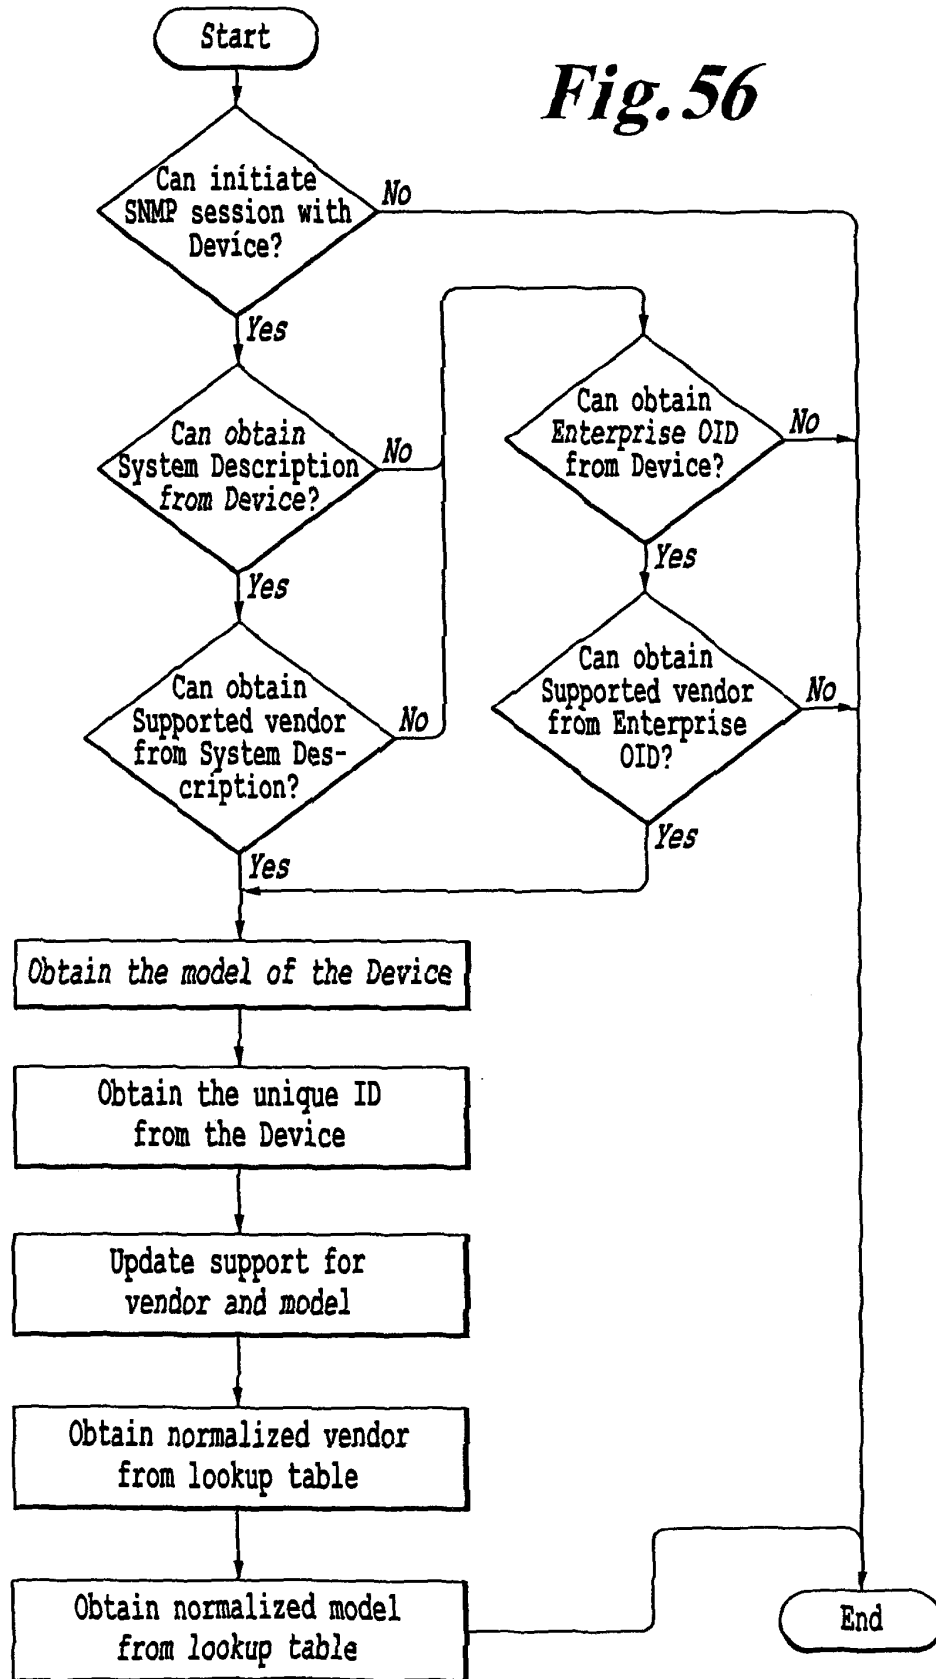 Start
Fig. 56
Can initiate
SNMP session with
Device?
No
Yes
Can obtain
System Description
from Device?
No
Yes
Can obtain
Supported vendor
from System Des-
cription?
No
Yes
Can obtain
Enterprise OID
from Device?
No
Yes
Can obtain
Supported vendor
from Enterprise
OID?
No
Yes
Obtain the model of the Device
Obtain the unique ID
from the Device
Update support for
vendor and model
Obtain normalized vendor
from lookup table
Obtain normalized model
from lookup table
End